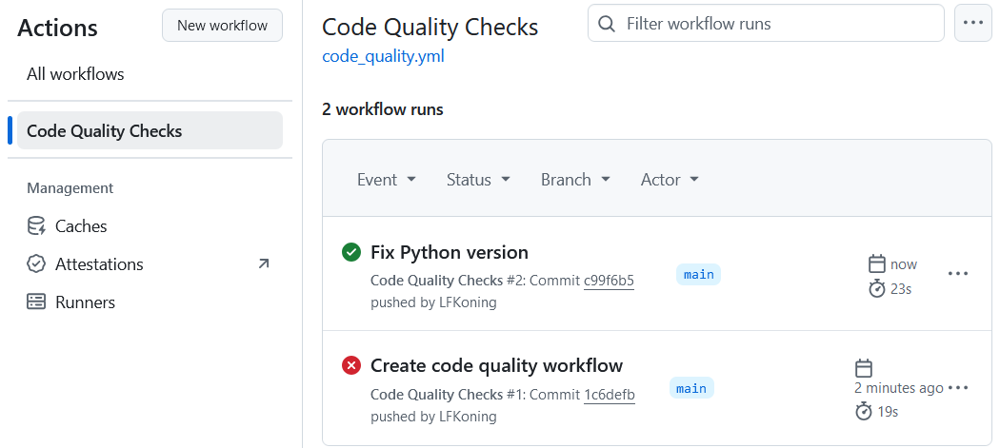 Actions
New workflow
All workflows
Code Quality Checks
Management
Caches
Attestations
Runners
Code Quality Checks
code_quality.yml
Filter workflow runs
2 workflow runs
Event Status Branch Actor
Fix Python version
Code Quality Checks #2: Commit c99f6b5
pushed by LFKoning
main
now
23s
Create code quality workflow
Code Quality Checks #1: Commit 1c6defb
pushed by LFKoning
main
2 minutes ago
19s